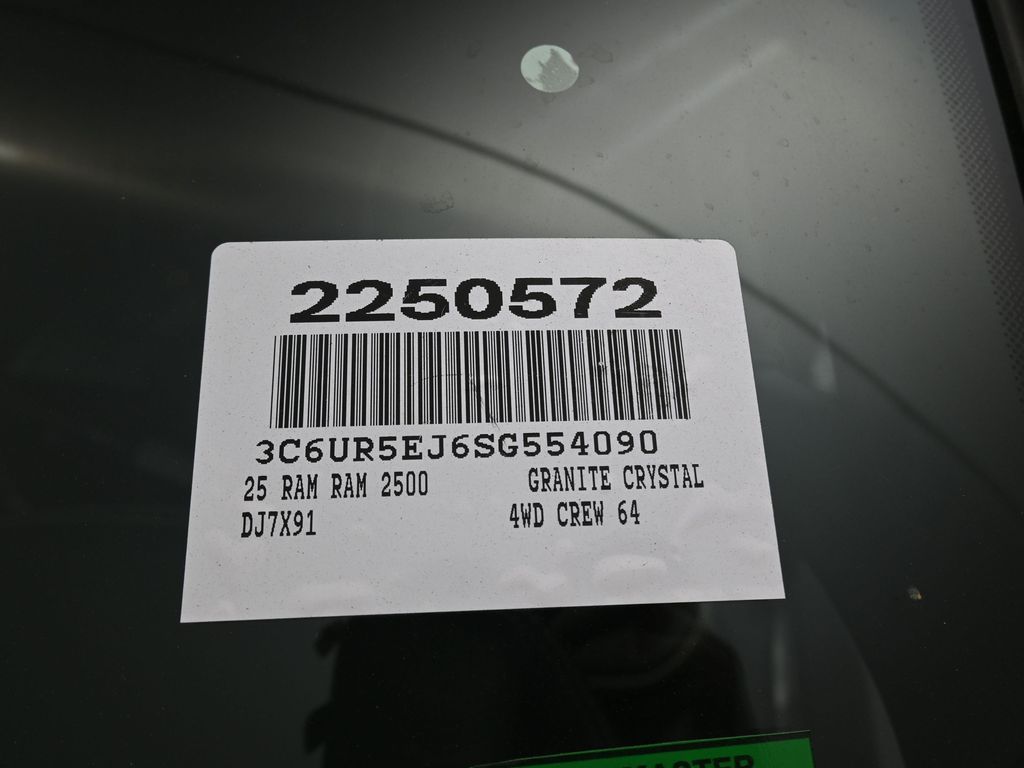 2250572
3C6UR5EJ6SG554090
25 RAM RAM 2500 GRANITE CRYSTAL
DJ7X91 4WD CREW 64